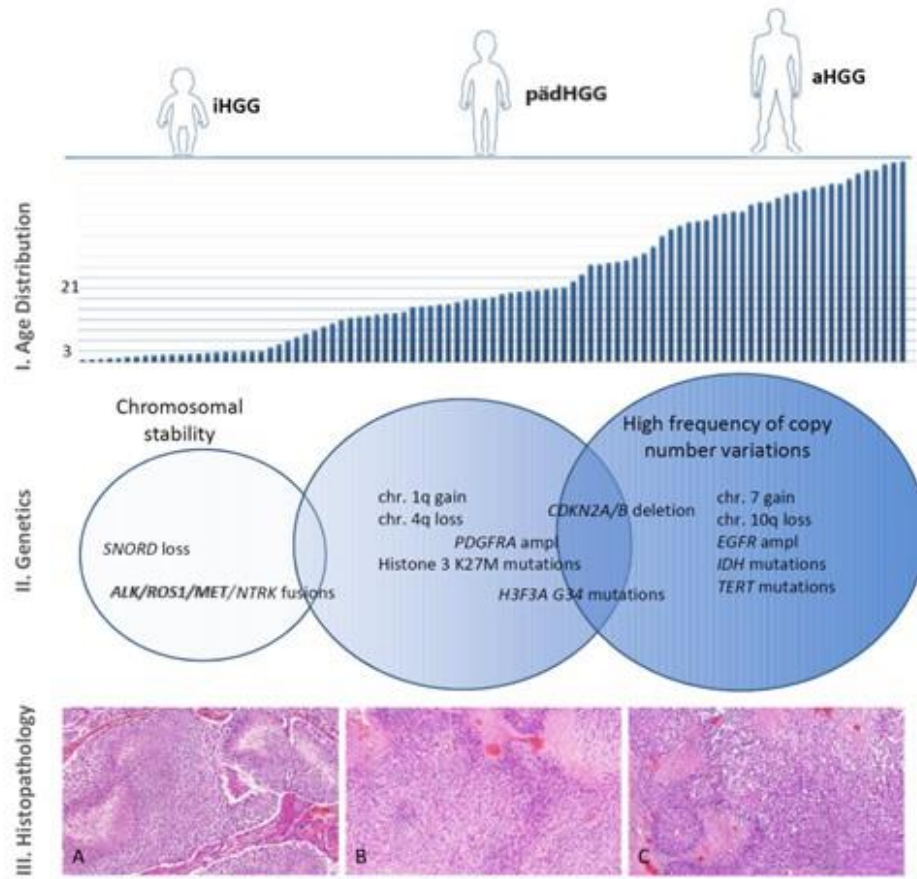 iHGG
pädHGG
aHGG
I. Age Distribution
21
3
II. Genetics
Chromosomal
stability
SNORD loss
ALK/ROS1/MET/NTRK fusions
chr. 1q gain
chr. 4q loss
PDGFRA ampl
Histone 3 K27M mutations
CDKN2A/B deletion
H3F3A G34 mutations
High frequency of copy
number variations
chr. 7 gain
chr. 10q loss
EGFR ampl
IDH mutations
TERT mutations
III. Histopathology
A
B
C